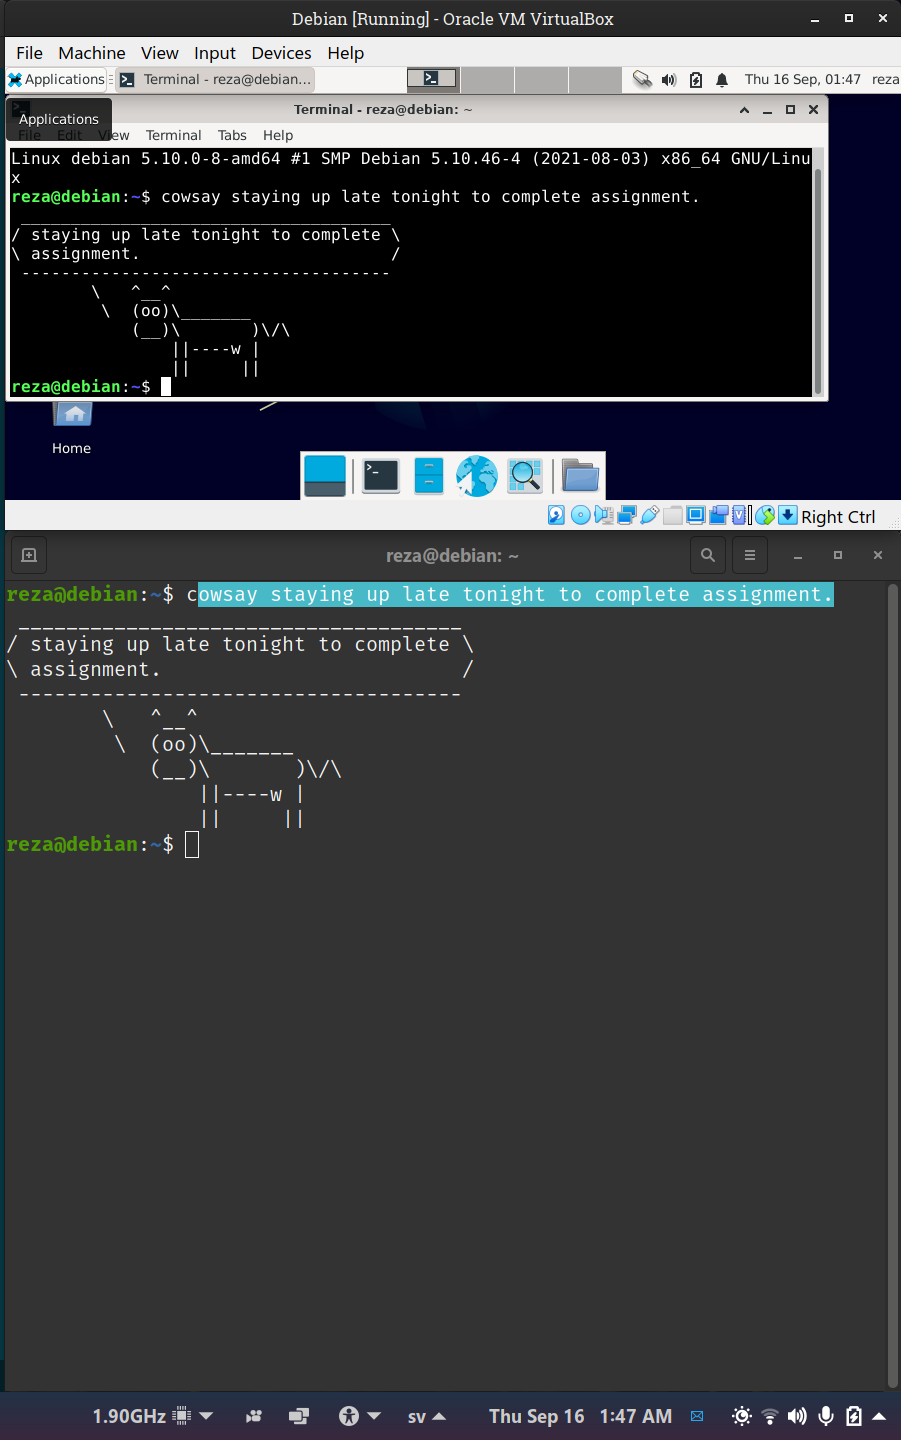 Debian [Running] - Oracle VM VirtualBox
File Machine View Input Devices Help
Applications Terminal - reza@debian... Thu 16 Sep, 01:47 reza
Terminal - reza@debian: ~
Applications
File Edit View Terminal Tabs Help
Linux debian 5.10.0-8-amd64 #1 SMP Debian 5.10.46-4 (2021-08-03) x86_64 GNU/Linu
x
reza@debian:~$ cowsay staying up late tonight to complete assignment.
 _____________________________________
/ staying up late tonight to complete \
\ assignment.                         /
 -------------------------------------
        \   ^__^
         \  (oo)\_______
            (__)\       )\/\
                ||----w |
                ||     ||
reza@debian:~$
Home
Right Ctrl
reza@debian: ~
reza@debian:~$ cowsay staying up late tonight to complete assignment.
 _____________________________________
/ staying up late tonight to complete \
\ assignment.                         /
 -------------------------------------
        \   ^__^
         \  (oo)\_______
            (__)\       )\/\
                ||----w |
                ||     ||
reza@debian:~$
1.90GHz sv Thu Sep 16 1:47 AM